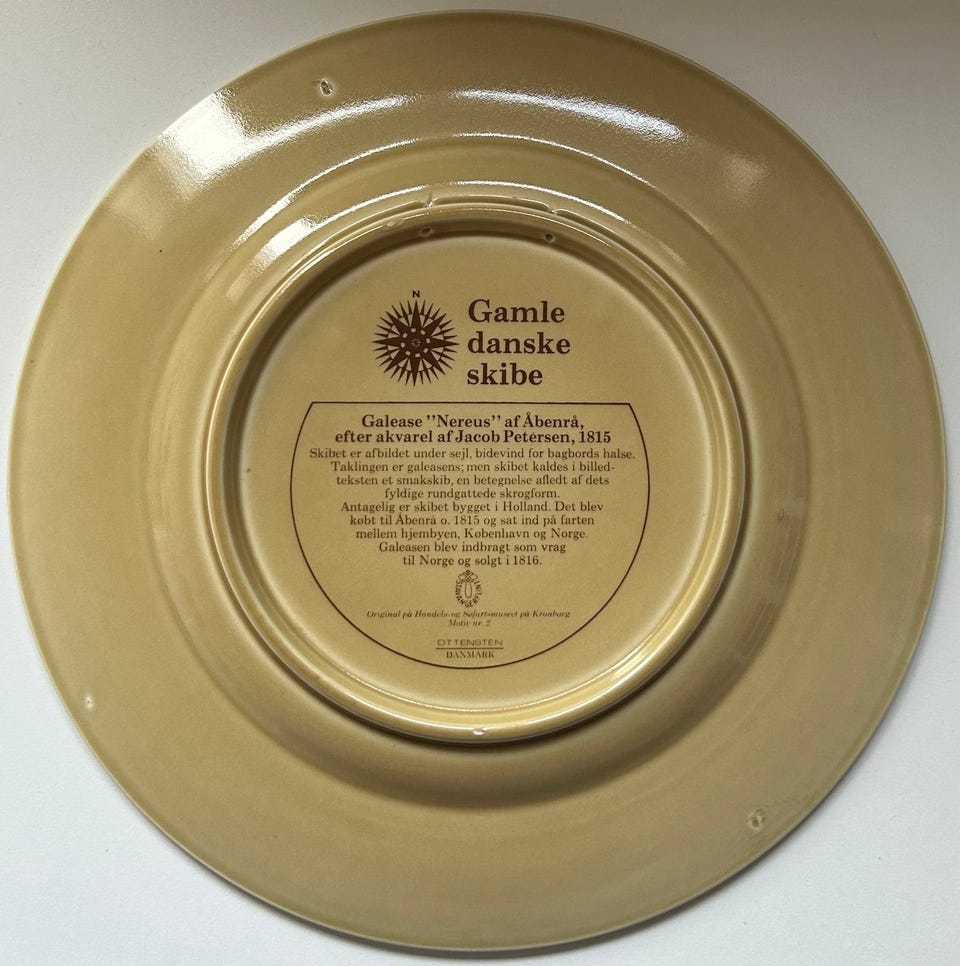 N
Gamle
danske
skibe
Galease "Nereus" af Åbenrå,
efter akvarel af Jacob Petersen, 1815
Skibet er afbildet under sejl, bidevind for bagbords halse.
Taklingen er galeasens; men skibet kaldes i billed-
teksten et smakskib, en betegnelse afledt af dets
fyldige rundgattede skrogform.
Antagelig er skibet bygget i Holland. Det blev
købt til Åbenrå o. 1815 og sat ind på farten
mellem hjembyen, København og Norge.
Galeasen blev indbragt som vrag
til Norge og solgt i 1816.
STAVANGERFLINT
Original på Handels- og Søfartsmuseet på Kronborg
Motiv nr. 2
OTTENSTEN
DANMARK